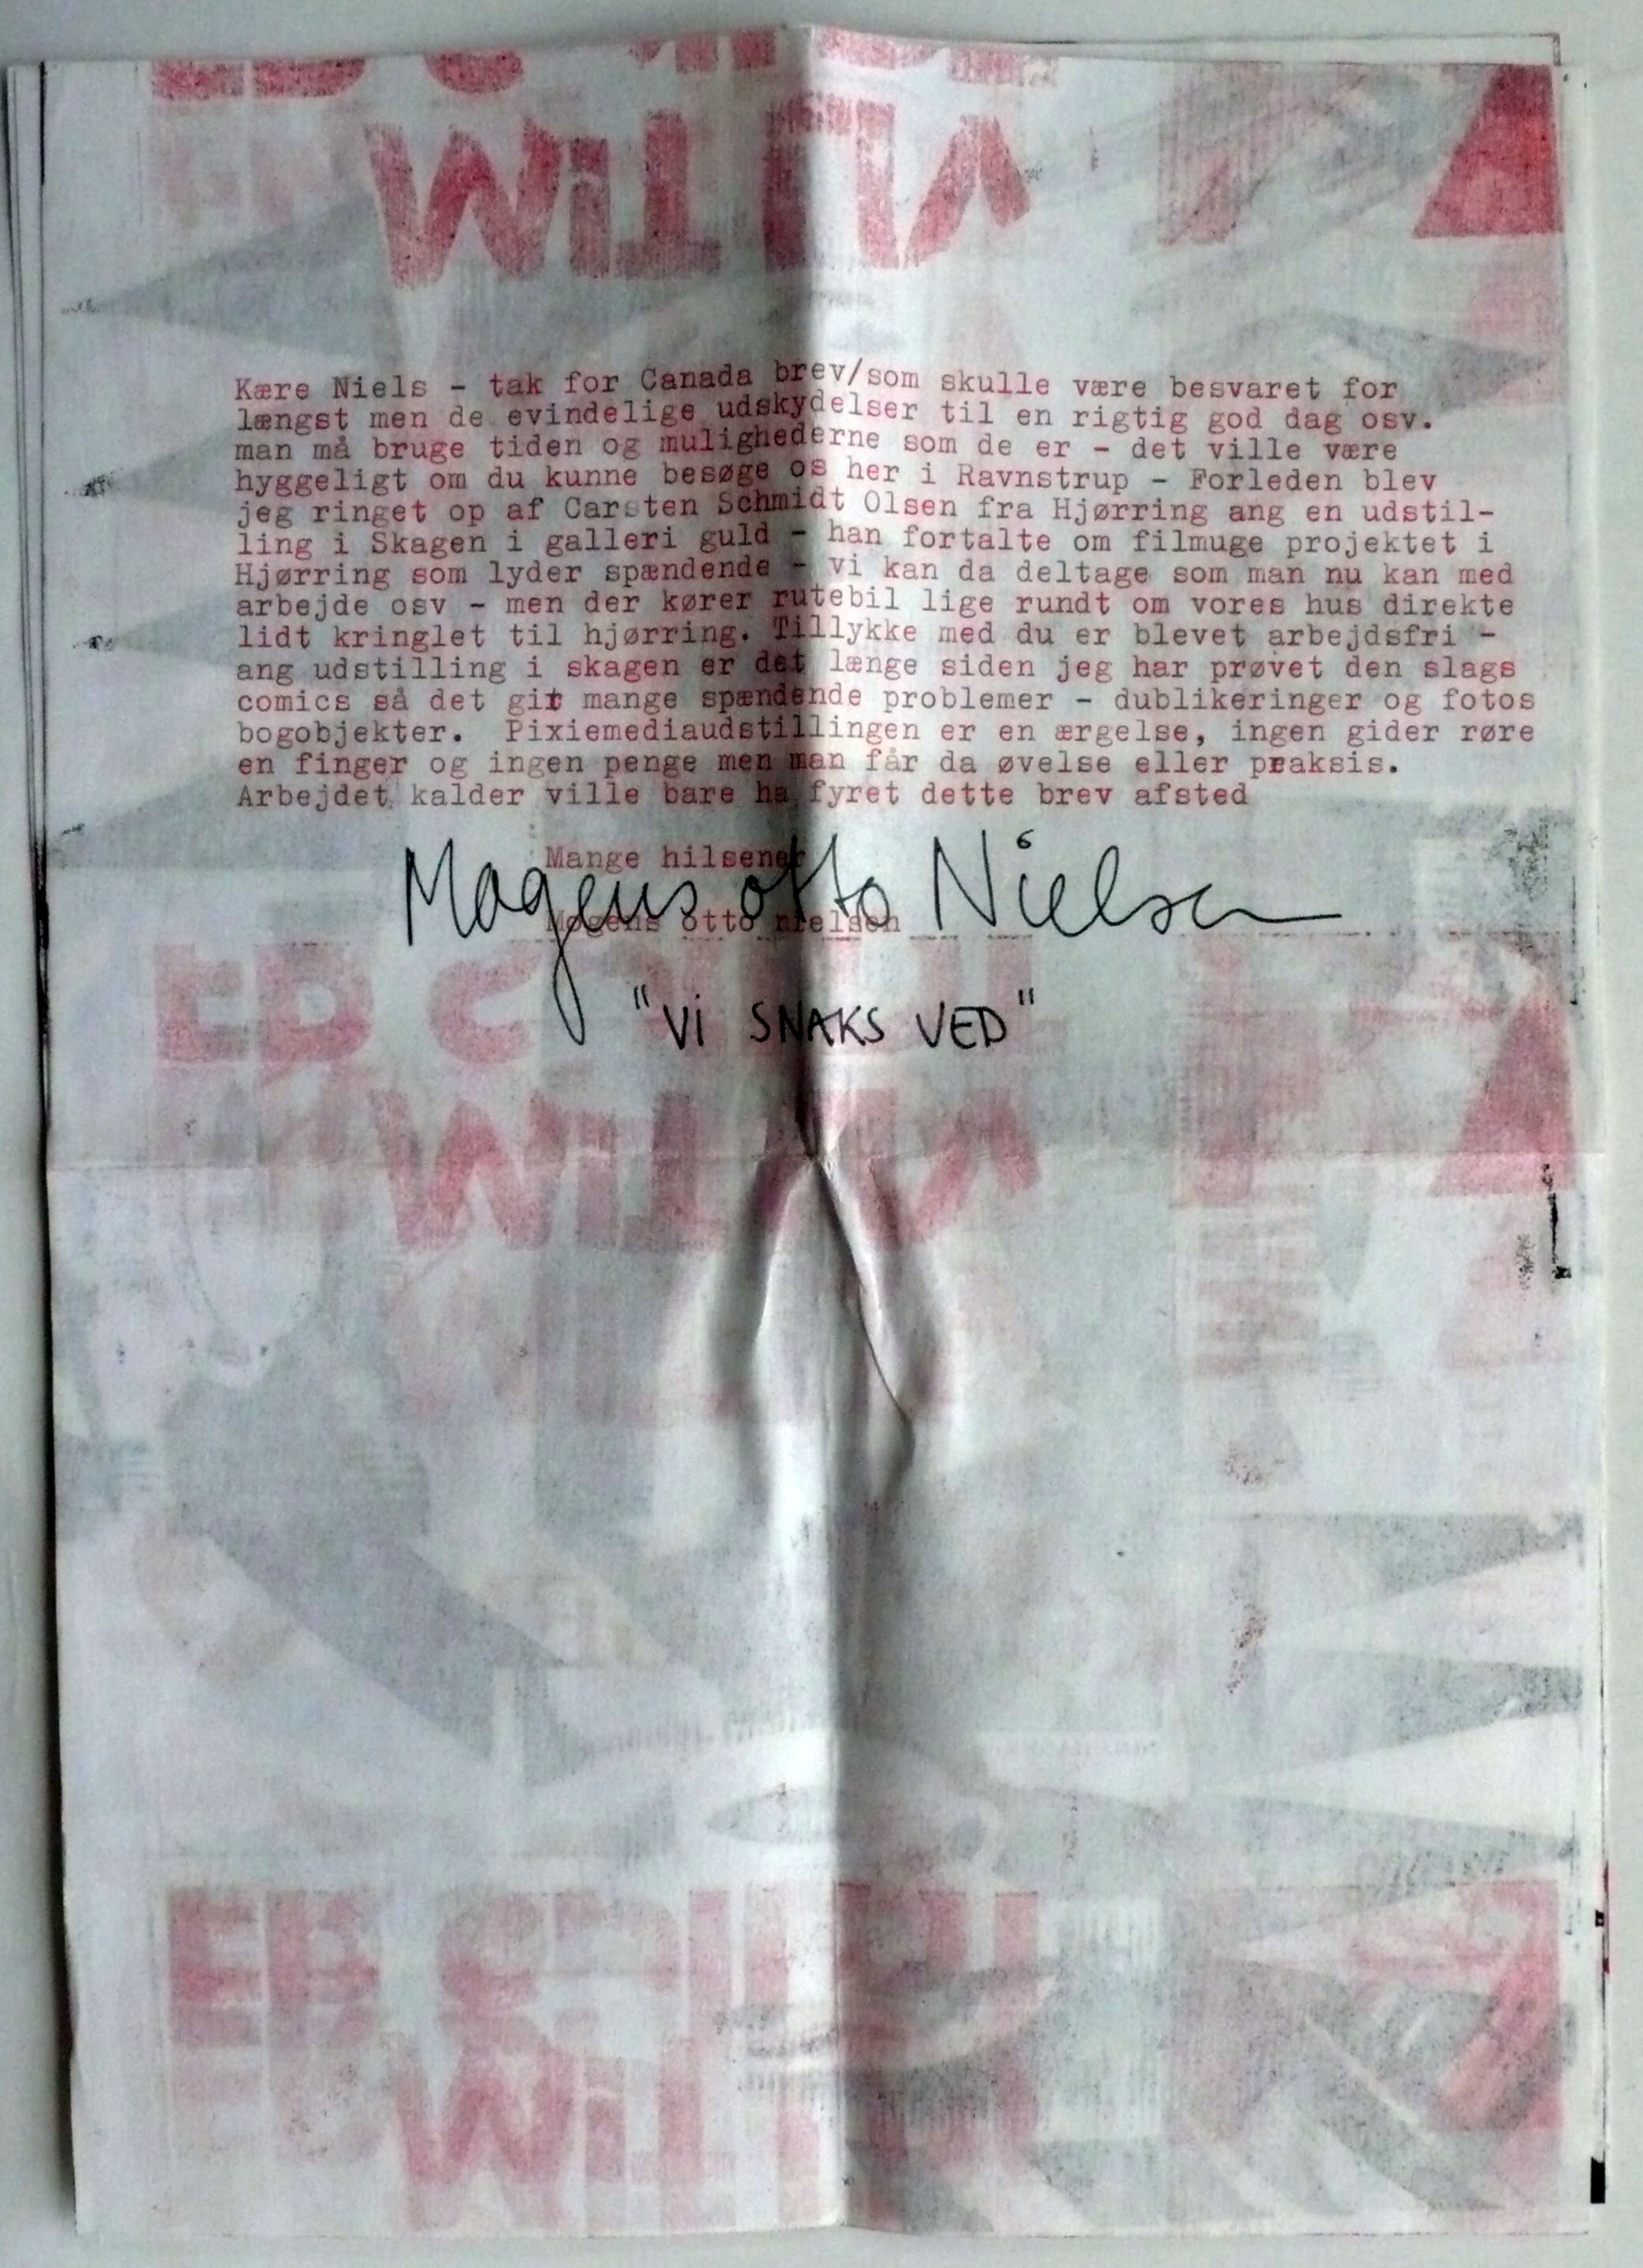 Kære Niels - tak for Canada brev/som skulle være besvaret for
længst men de evindelige udskydelser til en rigtig god dag osv.
man må bruge tiden og mulighederne som de er - det ville være
hyggeligt om du kunne besøge os her i Ravnstrup - Forleden blev
jeg ringet op af Carsten Schmidt Olsen fra Hjørring ang en udstil-
ling i Skagen i galleri guld - han fortalte om filmuge projektet i
Hjørring som lyder spændende - vi kan da deltage som man nu kan med
arbejde osv - men der kører rutebil lige rundt om vores hus direkte
lidt kringlet til hjørring. Tillykke med du er blevet arbejdsfri -
ang udstilling i skagen er det længe siden jeg har prøvet den slags
comics så det gir mange spændende problemer - dublikeringer og fotos
bogobjekter. Pixiemediaudstillingen er en ærgelse, ingen gider røre
en finger og ingen penge men man får da øvelse eller praksis.
Arbejdet kalder ville bare ha fyret dette brev afsted
Mange hilsener
Mogens otto Nielsen
Mogens otto nielsen
"Vi SNAKS VED"